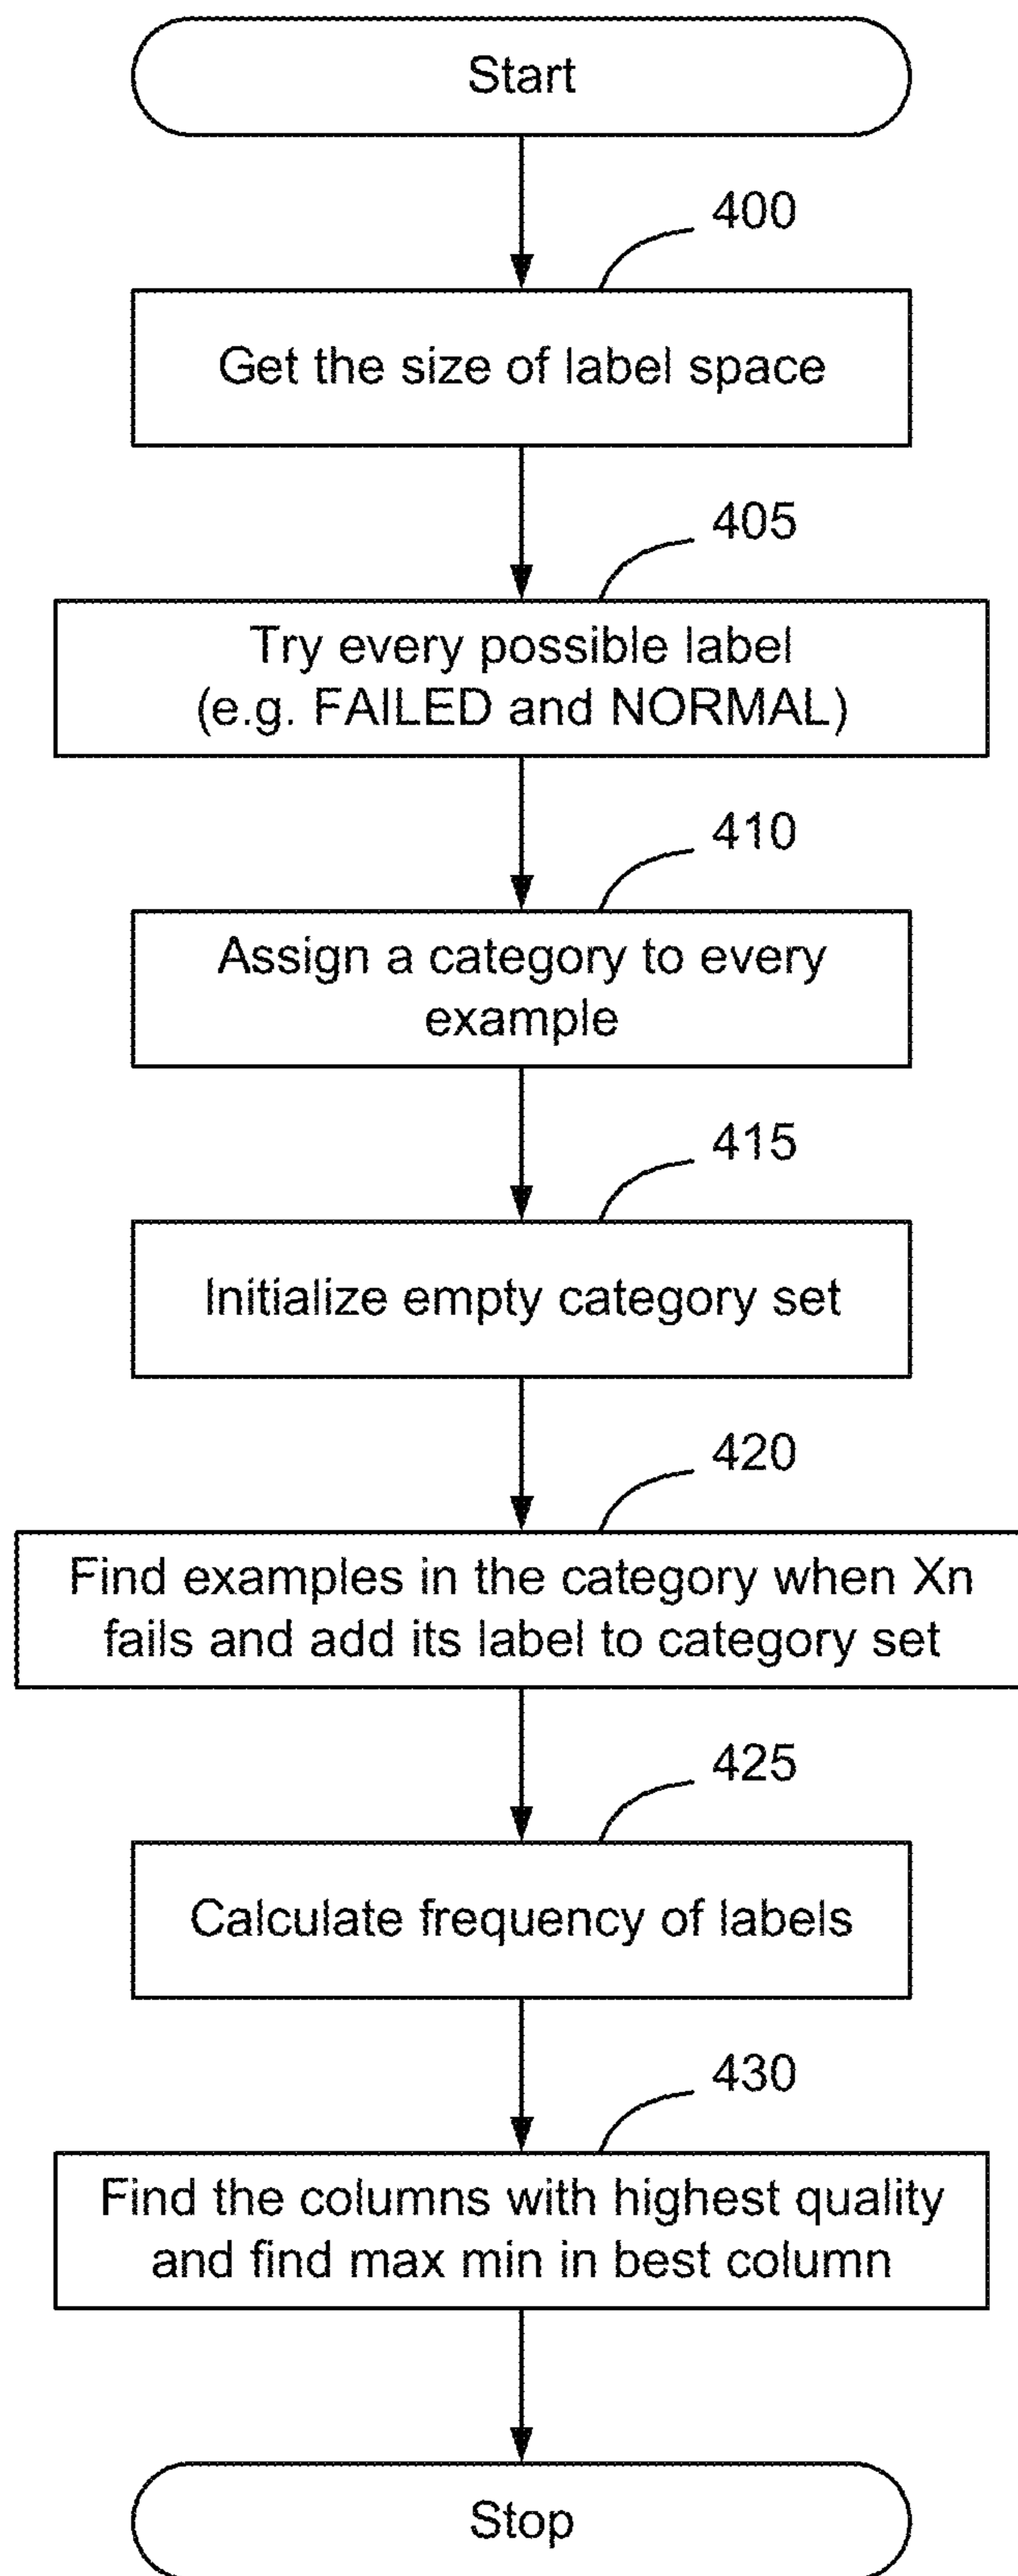 Start
400
Get the size of label space
405
Try every possible label
(e.g. FAILED and NORMAL)
410
Assign a category to every
example
415
Initialize empty category set
420
Find examples in the category when Xn
fails and add its label to category set
425
Calculate frequency of labels
430
Find the columns with highest quality
and find max min in best column
Stop